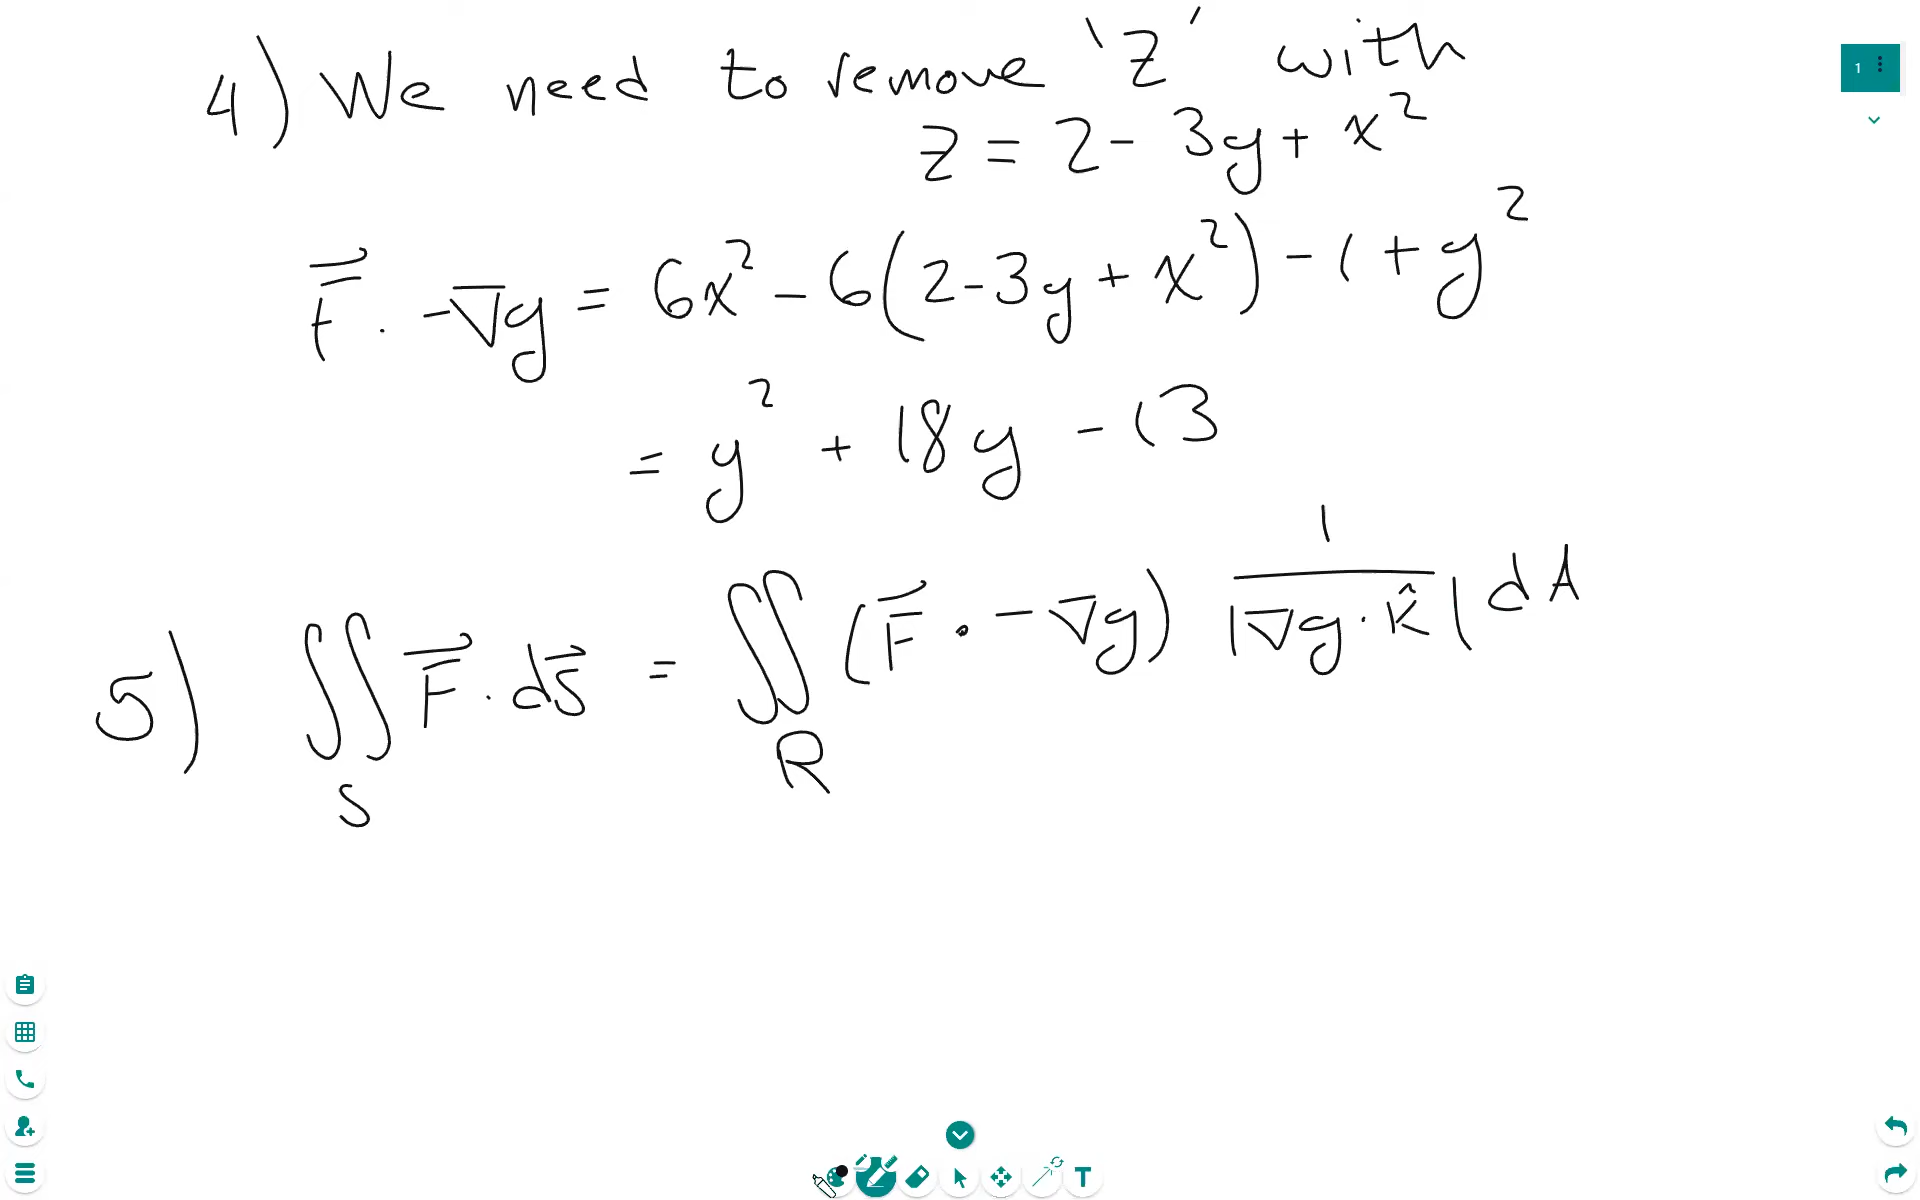 4) We need to remove 'z' with
z = 2 - 3y + x²
F⃗ · -∇g = 6x² - 6(2-3y + x²) - 1 + y²
= y² + 18y - 13
5) ∬_S F⃗ · ds⃗ = ∬_R (F⃗ · -∇g) 1/|∇g · k̂| dA
1
T